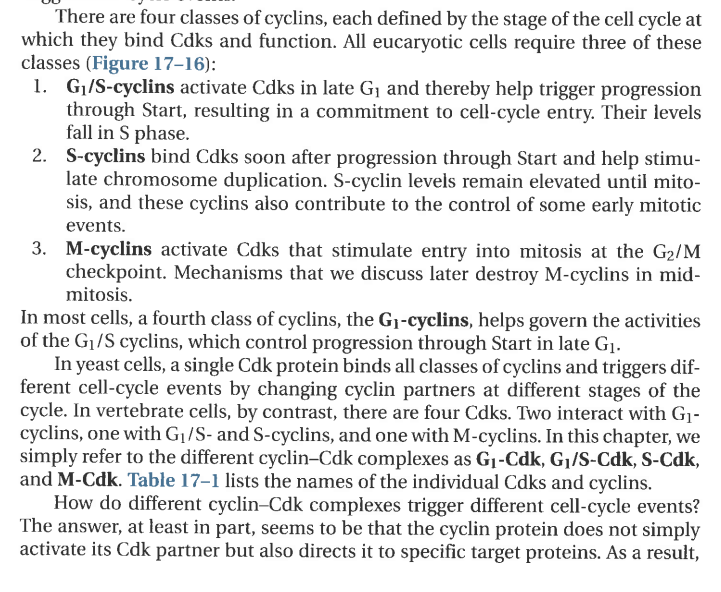 There are four classes of cyclins, each defined by the stage of the cell cycle at
which they bind Cdks and function. All eucaryotic cells require three of these
classes (Figure 17–16):
1. G1/S-cyclins activate Cdks in late G1 and thereby help trigger progression
through Start, resulting in a commitment to cell-cycle entry. Their levels
fall in S phase.
2. S-cyclins bind Cdks soon after progression through Start and help stimu-
late chromosome duplication. S-cyclin levels remain elevated until mito-
sis, and these cyclins also contribute to the control of some early mitotic
events.
3. M-cyclins activate Cdks that stimulate entry into mitosis at the G2/M
checkpoint. Mechanisms that we discuss later destroy M-cyclins in mid-
mitosis.
In most cells, a fourth class of cyclins, the G1-cyclins, helps govern the activities
of the G1/S cyclins, which control progression through Start in late G1.
In yeast cells, a single Cdk protein binds all classes of cyclins and triggers dif-
ferent cell-cycle events by changing cyclin partners at different stages of the
cycle. In vertebrate cells, by contrast, there are four Cdks. Two interact with G1-
cyclins, one with G1/S- and S-cyclins, and one with M-cyclins. In this chapter, we
simply refer to the different cyclin–Cdk complexes as G1-Cdk, G1/S-Cdk, S-Cdk,
and M-Cdk. Table 17–1 lists the names of the individual Cdks and cyclins.
How do different cyclin–Cdk complexes trigger different cell-cycle events?
The answer, at least in part, seems to be that the cyclin protein does not simply
activate its Cdk partner but also directs it to specific target proteins. As a result,